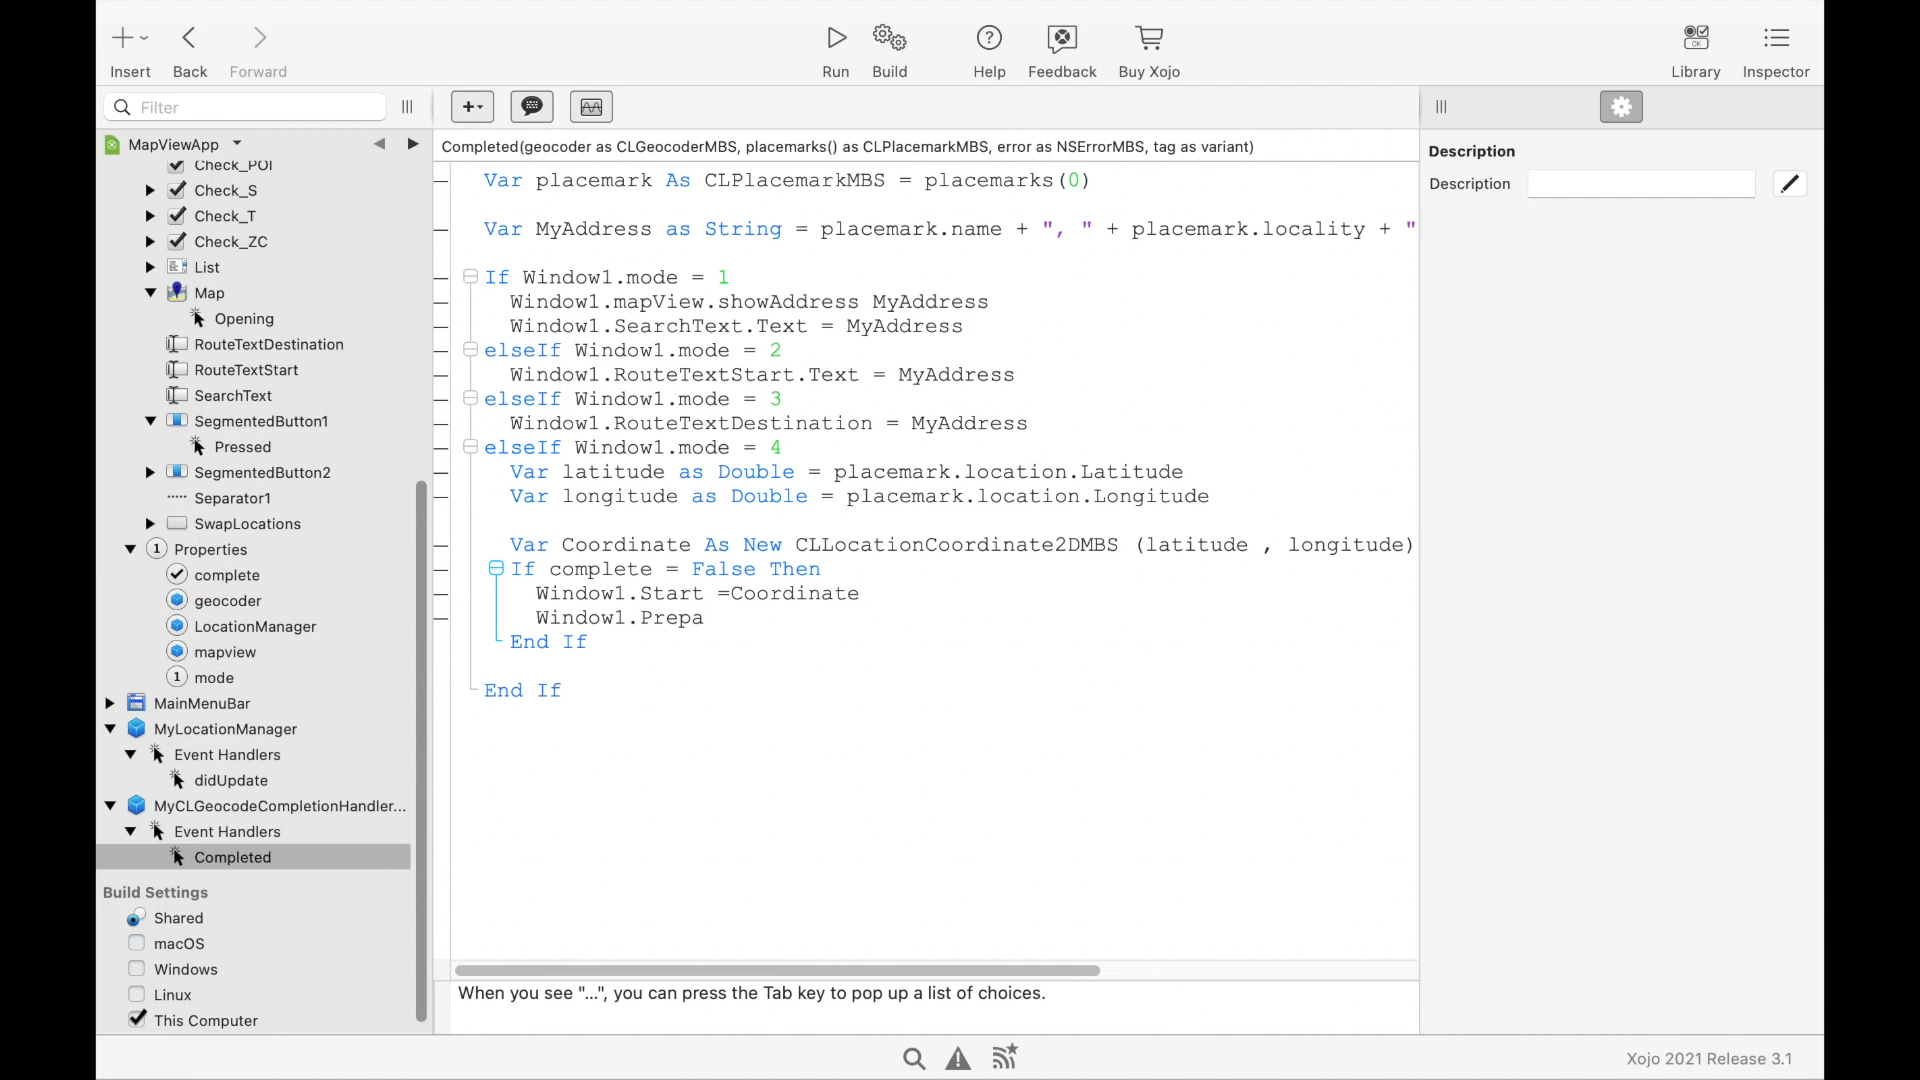 Insert Back Forward Run Build Help Feedback Buy Xojo Library Inspector
OK
Filter
MapViewApp
Check_POI
Check_S
Check_T
Check_ZC
List
Map
Opening
RouteTextDestination
RouteTextStart
SearchText
SegmentedButton1
Pressed
SegmentedButton2
Separator1
SwapLocations
1 Properties
complete
geocoder
LocationManager
mapview
1 mode
MainMenuBar
MyLocationManager
Event Handlers
didUpdate
MyCLGeocodeCompletionHandler...
Event Handlers
Completed
Build Settings
Shared
macOS
Windows
Linux
This Computer
Completed(geocoder as CLGeocoderMBS, placemarks() as CLPlacemarkMBS, error as NSErrorMBS, tag as variant)
Var placemark As CLPlacemarkMBS = placemarks(0)
Var MyAddress as String = placemark.name + ", " + placemark.locality + "
If Window1.mode = 1
Window1.mapView.showAddress MyAddress
Window1.SearchText.Text = MyAddress
elseIf Window1.mode = 2
Window1.RouteTextStart.Text = MyAddress
elseIf Window1.mode = 3
Window1.RouteTextDestination = MyAddress
elseIf Window1.mode = 4
Var latitude as Double = placemark.location.Latitude
Var longitude as Double = placemark.location.Longitude
Var Coordinate As New CLLocationCoordinate2DMBS (latitude , longitude)
If complete = False Then
Window1.Start =Coordinate
Window1.Prepa
End If
End If
When you see "...", you can press the Tab key to pop up a list of choices.
Description
Description
Xojo 2021 Release 3.1